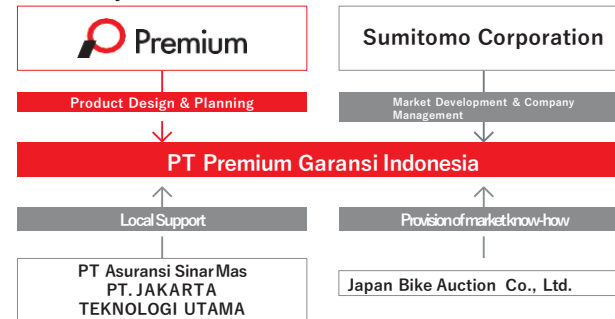 Premium
Sumitomo Corporation
Product Design & Planning
Market Development & Company
Management
PT Premium Garansi Indonesia
Local Support
Provision of market know-how
PT Asuransi Sinar Mas
PT. JAKARTA
TEKNOLOGI UTAMA
Japan Bike Auction Co., Ltd.